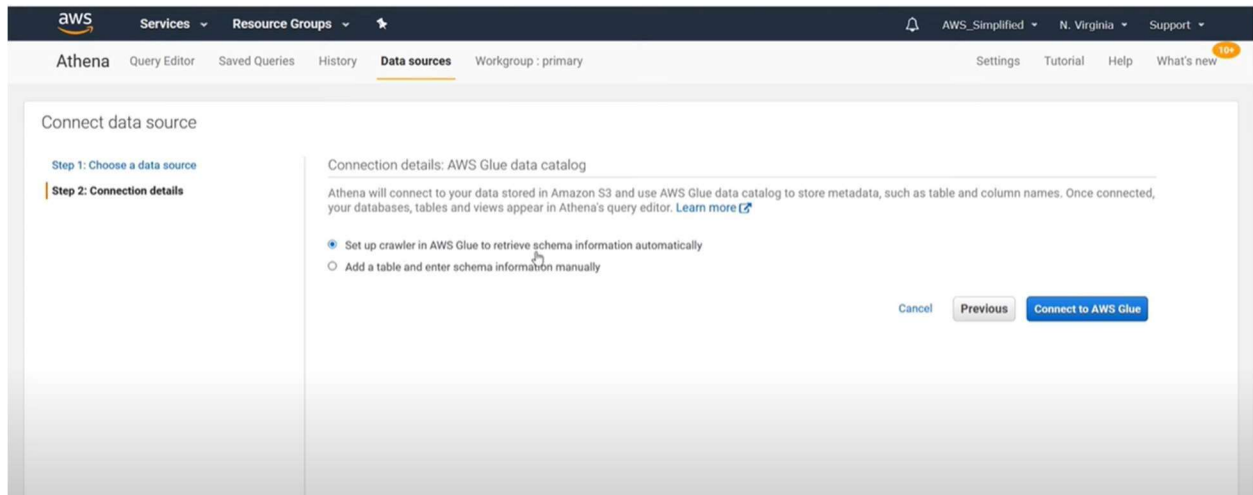 aws Services Resource Groups AWS_Simplified N. Virginia Support
Athena Query Editor Saved Queries History Data sources Workgroup : primary Settings Tutorial Help What's new 10+
Connect data source
Step 1: Choose a data source
Step 2: Connection details
Connection details: AWS Glue data catalog
Athena will connect to your data stored in Amazon S3 and use AWS Glue data catalog to store metadata, such as table and column names. Once connected,
your databases, tables and views appear in Athena's query editor. Learn more
Set up crawler in AWS Glue to retrieve schema information automatically
Add a table and enter schema information manually
Cancel Previous Connect to AWS Glue